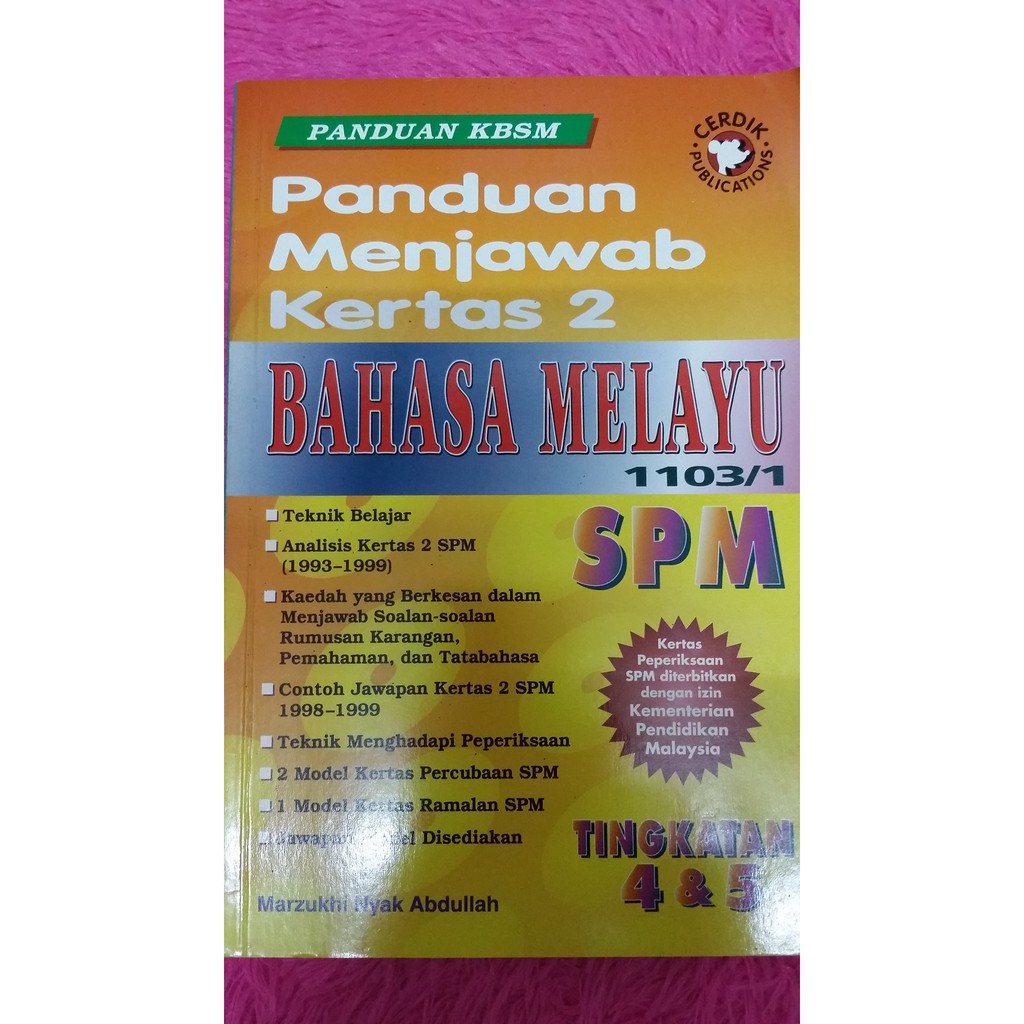 PANDUAN KBSM
CERDIK
PUBLICATIONS
Panduan
Menjawab
Kertas 2
BAHASA MELAYU
1103/1
SPM
Teknik Belajar
Analisis Kertas 2 SPM
(1993–1999)
Kaedah yang Berkesan dalam
Menjawab Soalan-soalan
Rumusan Karangan,
Pemahaman, dan Tatabahasa
Contoh Jawapan Kertas 2 SPM
1998–1999
Teknik Menghadapi Peperiksaan
2 Model Kertas Percubaan SPM
1 Model Kertas Ramalan SPM
Jawapan Model Disediakan
Kertas
Peperiksaan
SPM diterbitkan
dengan izin
Kementerian
Pendidikan
Malaysia
TINGKATAN
4 & 5
Marzukhi Nyak Abdullah